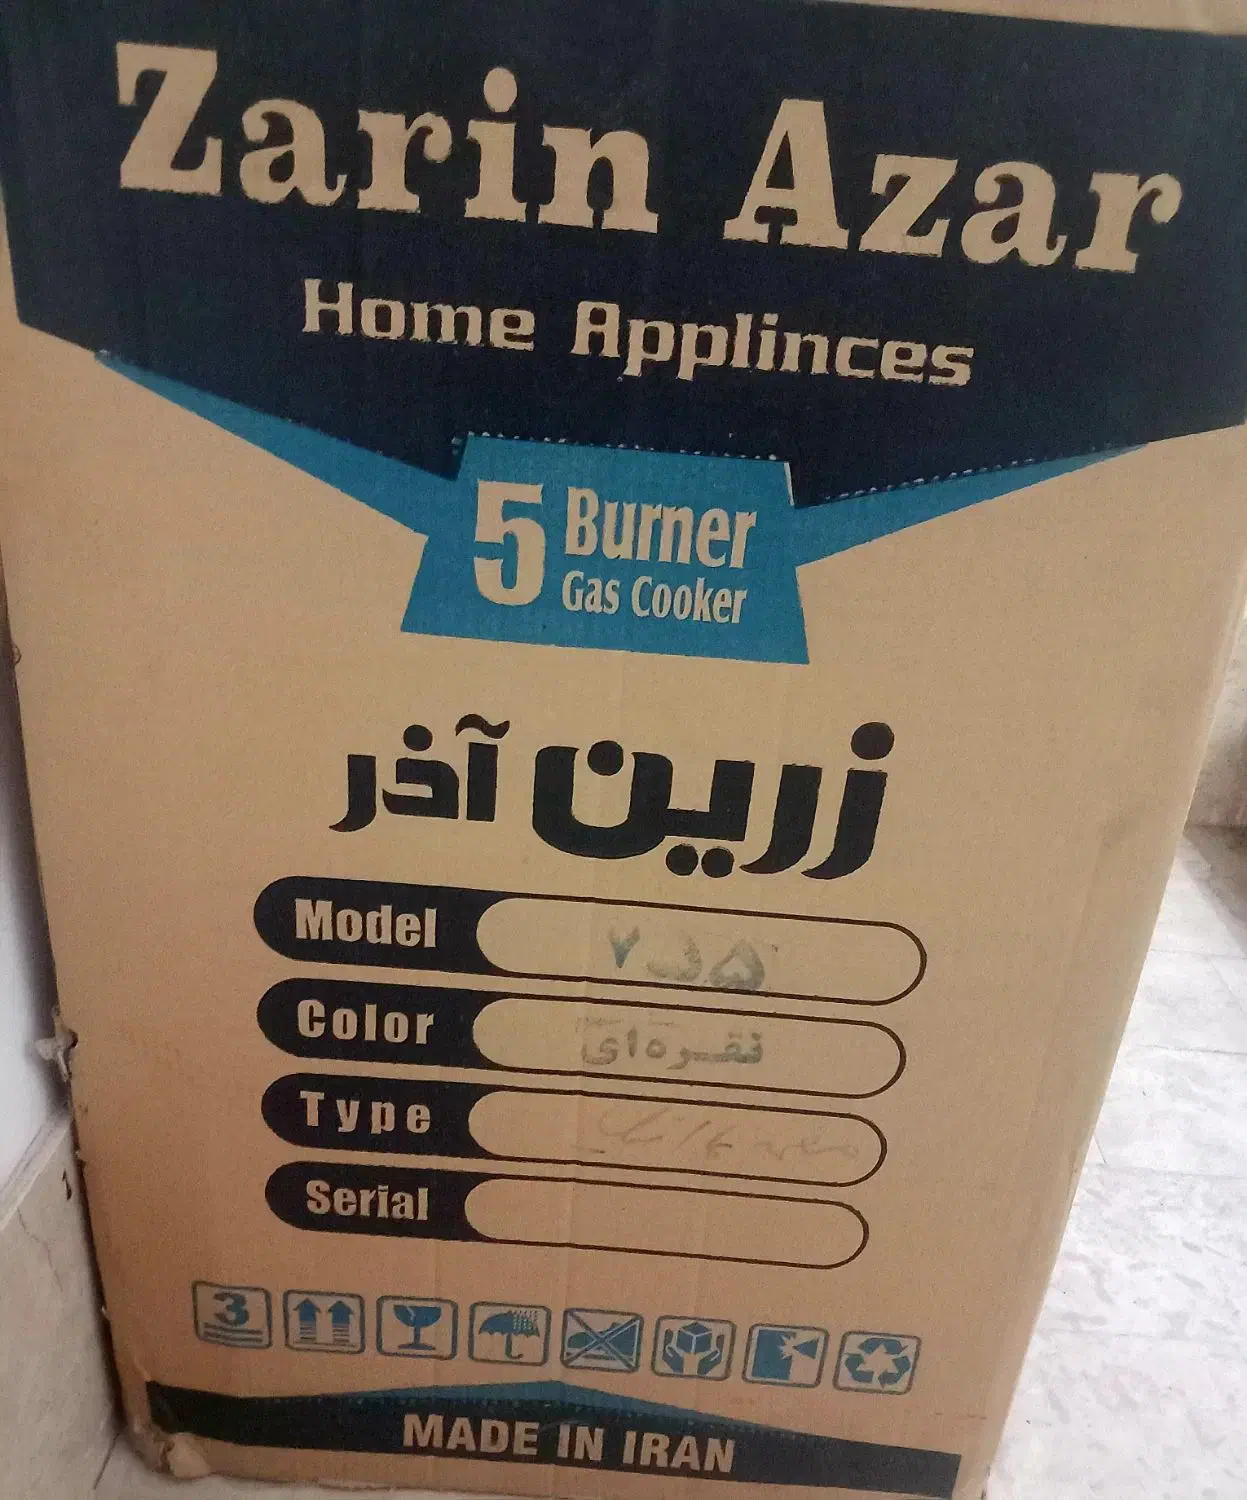 Zarin Azar
Home Applinces
5 Burner
Gas Cooker
زرین آذر
Model
Color نقره‌ای
Type
Serial
3
MADE IN IRAN